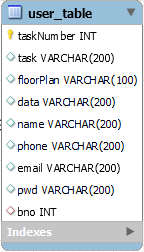 user_table
taskNumber INT
task VARCHAR(200)
floorPlan VARCHAR(100)
data VARCHAR(200)
name VARCHAR(200)
phone VARCHAR(200)
email VARCHAR(200)
pwd VARCHAR(200)
bno INT
Indexes